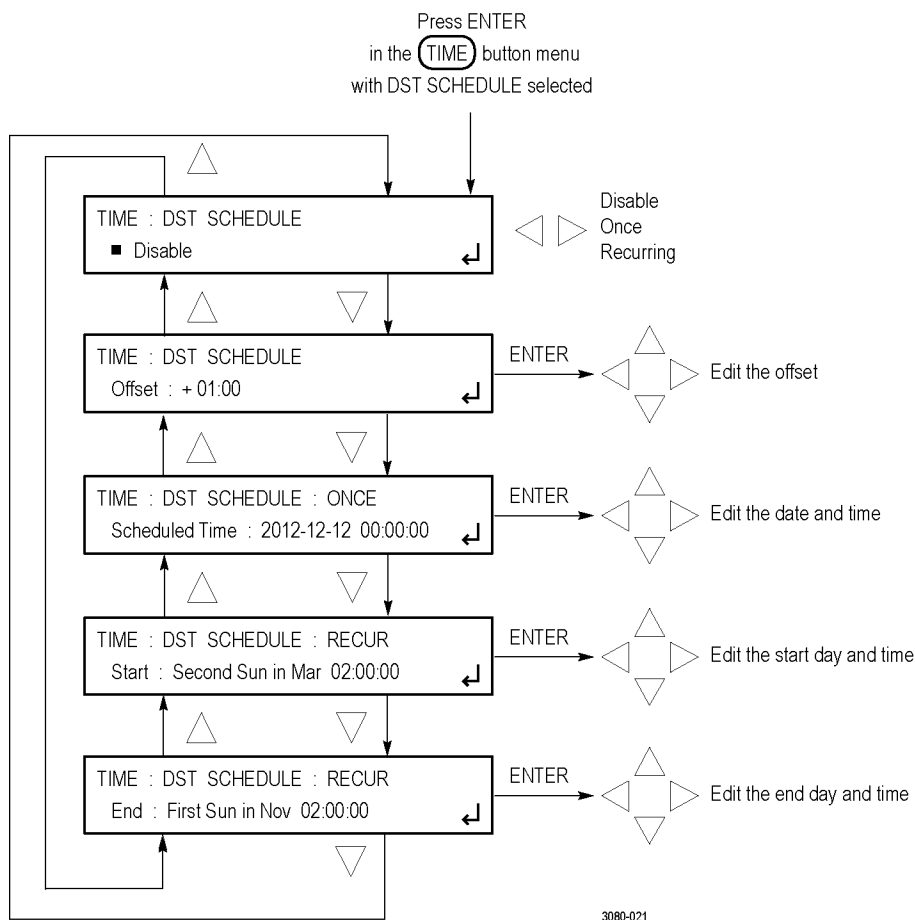 Press ENTER
in the TIME button menu
with DST SCHEDULE selected
TIME : DST SCHEDULE
■ Disable
Disable
Once
Recurring
TIME : DST SCHEDULE
Offset : + 01:00
ENTER
Edit the offset
TIME : DST SCHEDULE : ONCE
Scheduled Time : 2012-12-12 00:00:00
ENTER
Edit the date and time
TIME : DST SCHEDULE : RECUR
Start : Second Sun in Mar 02:00:00
ENTER
Edit the start day and time
TIME : DST SCHEDULE : RECUR
End : First Sun in Nov 02:00:00
ENTER
Edit the end day and time
3080-021